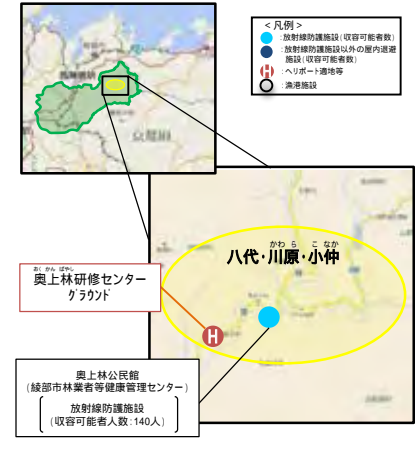 <凡例>
:放射線防護施設(収容可能者数)
:放射線防護施設以外の屋内退避
施設(収容可能者数)
H :ヘリポート適地等
:漁港施設
かわら こなか
八代・川原・小仲
おくかんばやし
奥上林研修センター
グラウンド
H
奥上林公民館
(綾部市林業者等健康管理センター)
放射線防護施設
(収容可能者人数:140人)